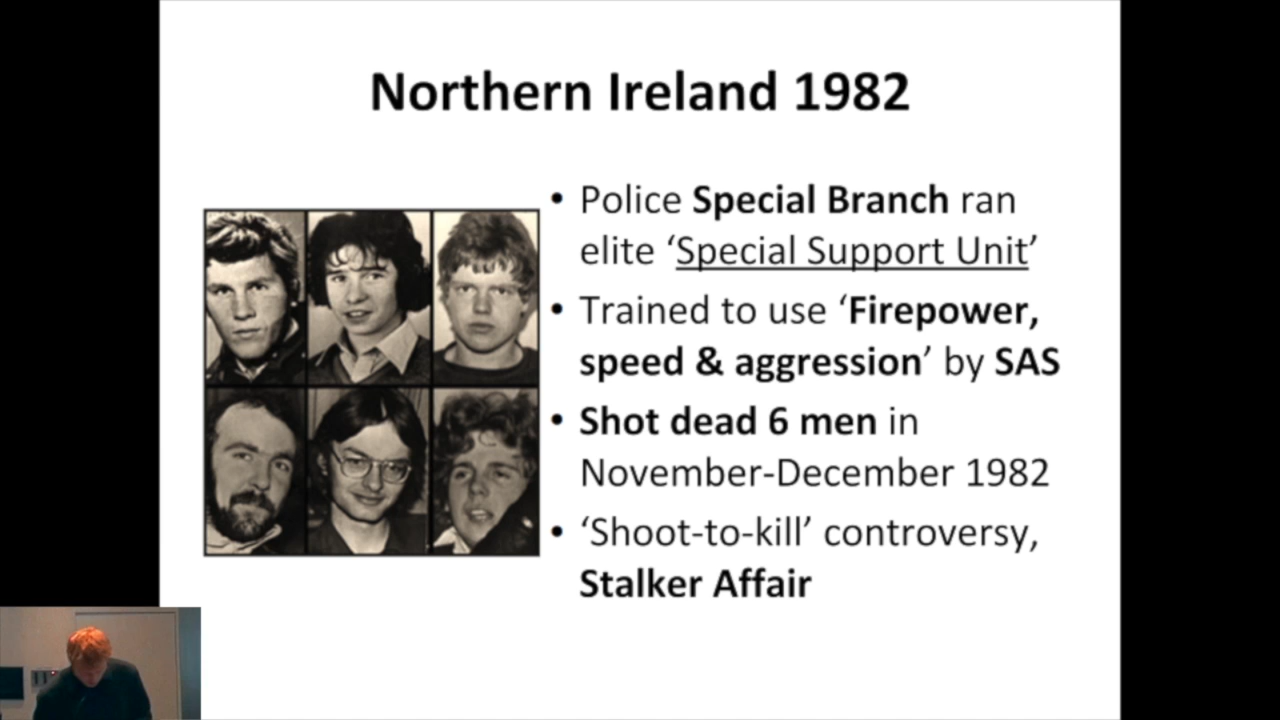 Northern Ireland 1982
• Police Special Branch ran
elite ‘Special Support Unit’
• Trained to use ‘Firepower,
speed & aggression’ by SAS
• Shot dead 6 men in
November-December 1982
• ‘Shoot-to-kill’ controversy,
Stalker Affair